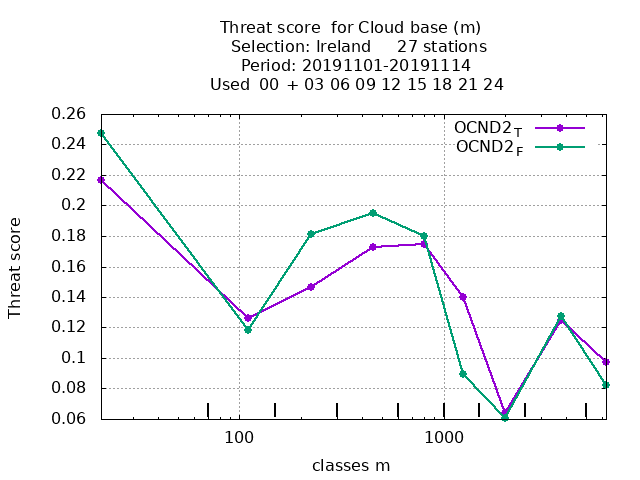 Threat score  for Cloud base (m)
Selection: Ireland     27 stations
Period: 20191101-20191114
Used  00 + 03 06 09 12 15 18 21 24
OCND2T
OCND2F
0.26
0.24
0.22
0.2
0.18
0.16
0.14
0.12
0.1
0.08
0.06
Threat score
100 1000
classes m